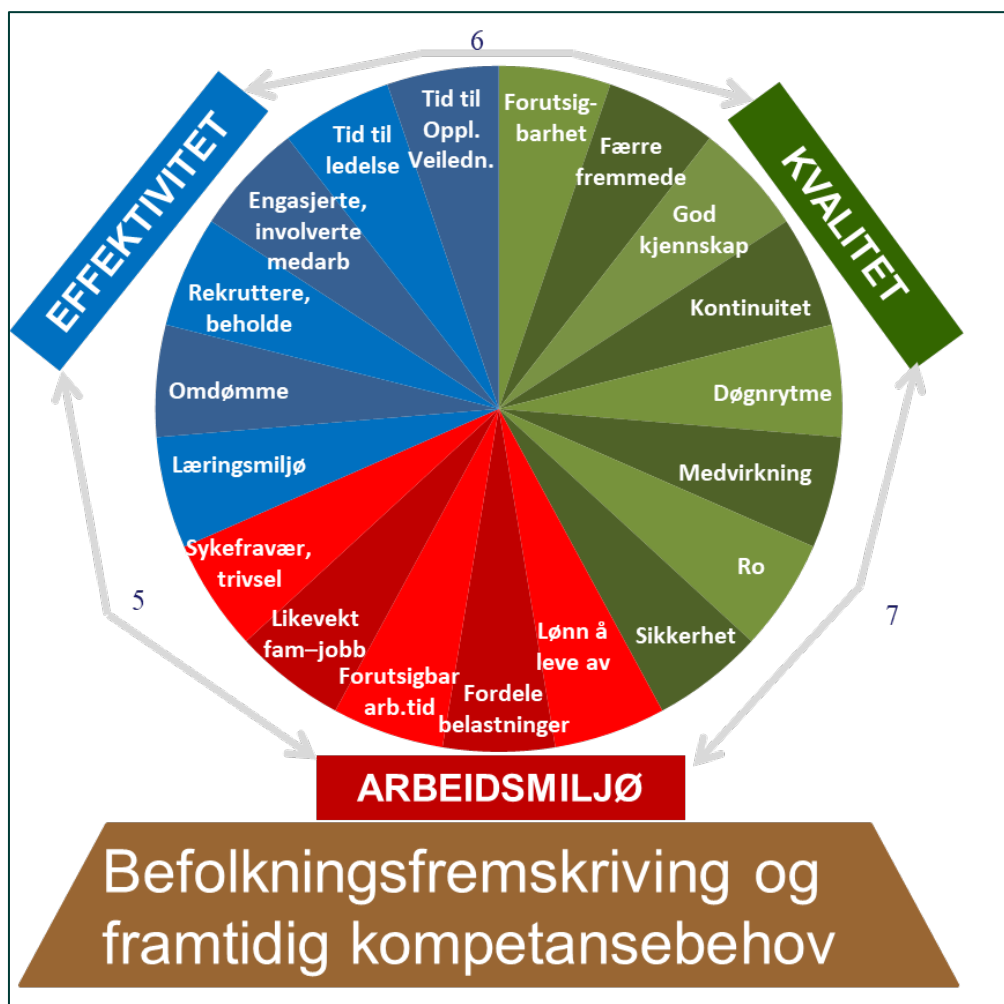 6
EFFEKTIVITET
KVALITET
Tid til
Oppl.
Veiledn.
Forutsig-
barhet
Færre
fremmede
God
kjennskap
Kontinuitet
Døgnrytme
Medvirkning
Ro
Sikkerhet
Lønn å
leve av
Fordele
belastninger
Forutsigbar
arb.tid
Likevekt
fam–jobb
Sykefravær,
trivsel
Læringsmiljø
Omdømme
Rekruttere,
beholde
Engasjerte,
involverte
medarb
Tid til
ledelse
5
7
ARBEIDSMILJØ
Befolkningsfremskriving og
framtidig kompetansebehov